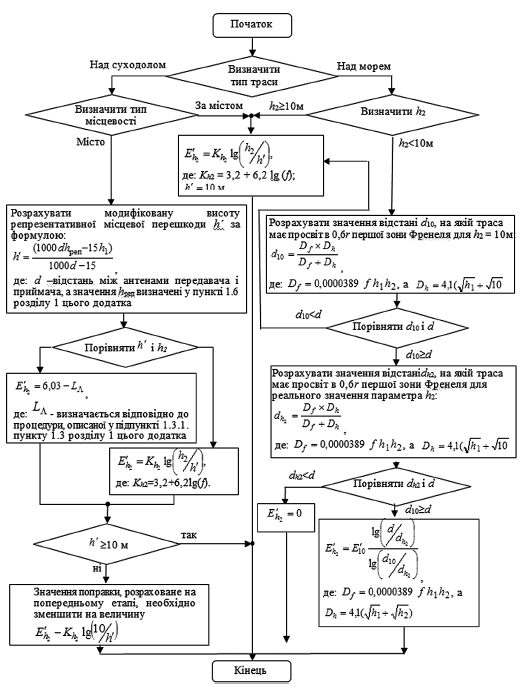 Початок
Над суходолом
Визначити
тип траси
Над морем
Визначити тип
місцевості
За містом
h2≥10м
Визначити h2
Місто
h2<10м
E'h2 = Kh2 lg(h2/h'),
де: Kh2 = 3,2 + 6,2 lg (f);
h' = 10 м
Розрахувати модифіковану висоту
репрезентативної місцевої перешкоди h', за
формулою:
h' = (1000dhреп–15h1) / 1000d –15 ,
де: d –відстань між антенами передавача і
приймача, а значення hреп визначені у пункті 1.6
розділу 1 цього додатка
Розрахувати значення відстані d10, на якій траса
має просвіт в 0,6r першої зони Френеля для h2 = 10м:
d10 = Df × Dh / Df + Dh ,
де: Df = 0,0000389 f h1h2, а Dh = 4,1(√h1 + √10
d10<d
Порівняти d10 і d
d10≥d
Порівняти h' і h2
E'h2 = 6,03 – LΛ ,
де: LΛ - визначається відповідно до
процедури, описаної у підпункті 1.3.1.
пункту 1.3 розділу 1 цього додатка
Розрахувати значення відстані dh2, на якій траса
має просвіт в 0,6r першої зони Френеля для
реального значення параметра h2:
dh2 = Df × Dh / Df + Dh ,
де: Df = 0,0000389 f h1h2, а Dh = 4,1(√h1 + √10
E'h2 = Kh2 lg(h2/h'),
де: Kh2=3,2+6,2lg(f).
dh2<d
Порівняти dh2 і d
E'h2 = 0
d10≥d
h' ≥10 м
так
ні
E'h2 = E'10 lg(d/dh2) / lg(d10/dh2) ,
де: Df = 0,0000389 f h1h2, а
Dh = 4,1(√h1 + √h2)
Значення поправки, розраховане на
попередньому етапі, необхідно
зменшити на величину
E'h2 – Kh2 lg(10/h')
Кінець